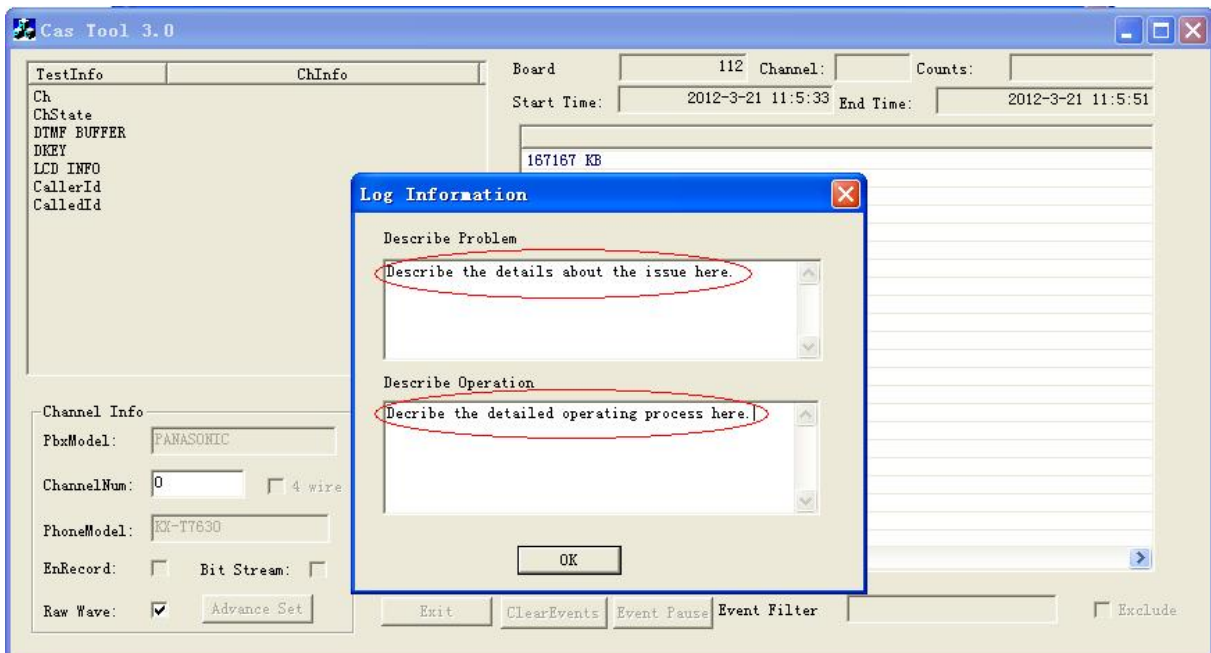 Cas Tool 3.0
TestInfo ChInfo
Ch
ChState
DTMF BUFFER
DKEY
LCD INFO
CallerId
CalledId
Board 112 Channel: Counts:
Start Time: 2012-3-21 11:5:33 End Time: 2012-3-21 11:5:51
167167 KB
Log Information
Describe Problem
Describe the details about the issue here.
Describe Operation
Decribe the detailed operating process here.
OK
Channel Info
PbxModel: PANASONIC
ChannelNum: 0 4 wire
PhoneModel: KX-T7630
EnRecord: Bit Stream:
Raw Wave: Advance Set
Exit ClearEvents Event Pause Event Filter Exclude